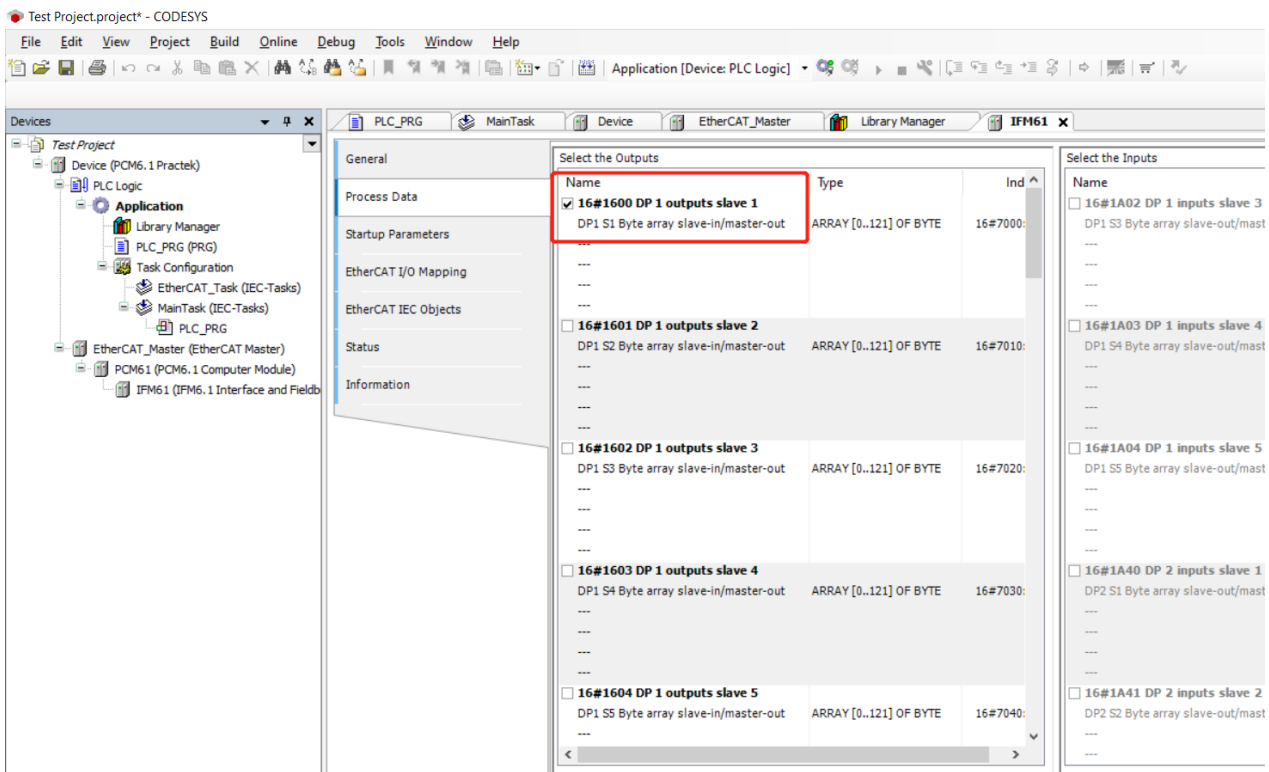 Test Project.project* - CODESYS
File Edit View Project Build Online Debug Tools Window Help
Application [Device: PLC Logic]
Devices
Test Project
Device (PCM6.1 Practek)
PLC Logic
Application
Library Manager
PLC_PRG (PRG)
Task Configuration
EtherCAT_Task (IEC-Tasks)
MainTask (IEC-Tasks)
PLC_PRG
EtherCAT_Master (EtherCAT Master)
PCM61 (PCM6.1 Computer Module)
IFM61 (IFM6.1 Interface and Fieldb
PLC_PRG MainTask Device EtherCAT_Master Library Manager IFM61
General
Process Data
Startup Parameters
EtherCAT I/O Mapping
EtherCAT IEC Objects
Status
Information
Select the Outputs
Name Type Ind
16#1600 DP 1 outputs slave 1
DP1 S1 Byte array slave-in/master-out ARRAY [0..121] OF BYTE 16#7000:
---
---
---
---
16#1601 DP 1 outputs slave 2
DP1 S2 Byte array slave-in/master-out ARRAY [0..121] OF BYTE 16#7010:
---
---
---
---
16#1602 DP 1 outputs slave 3
DP1 S3 Byte array slave-in/master-out ARRAY [0..121] OF BYTE 16#7020:
---
---
---
---
16#1603 DP 1 outputs slave 4
DP1 S4 Byte array slave-in/master-out ARRAY [0..121] OF BYTE 16#7030:
---
---
---
---
16#1604 DP 1 outputs slave 5
DP1 S5 Byte array slave-in/master-out ARRAY [0..121] OF BYTE 16#7040:
---
Select the Inputs
Name
16#1A02 DP 1 inputs slave 3
DP1 S3 Byte array slave-out/mast
---
---
---
---
16#1A03 DP 1 inputs slave 4
DP1 S4 Byte array slave-out/mast
---
---
---
---
16#1A04 DP 1 inputs slave 5
DP1 S5 Byte array slave-out/mast
---
---
---
---
16#1A40 DP 2 inputs slave 1
DP2 S1 Byte array slave-out/mast
---
---
---
---
16#1A41 DP 2 inputs slave 2
DP2 S2 Byte array slave-out/mast
---
---